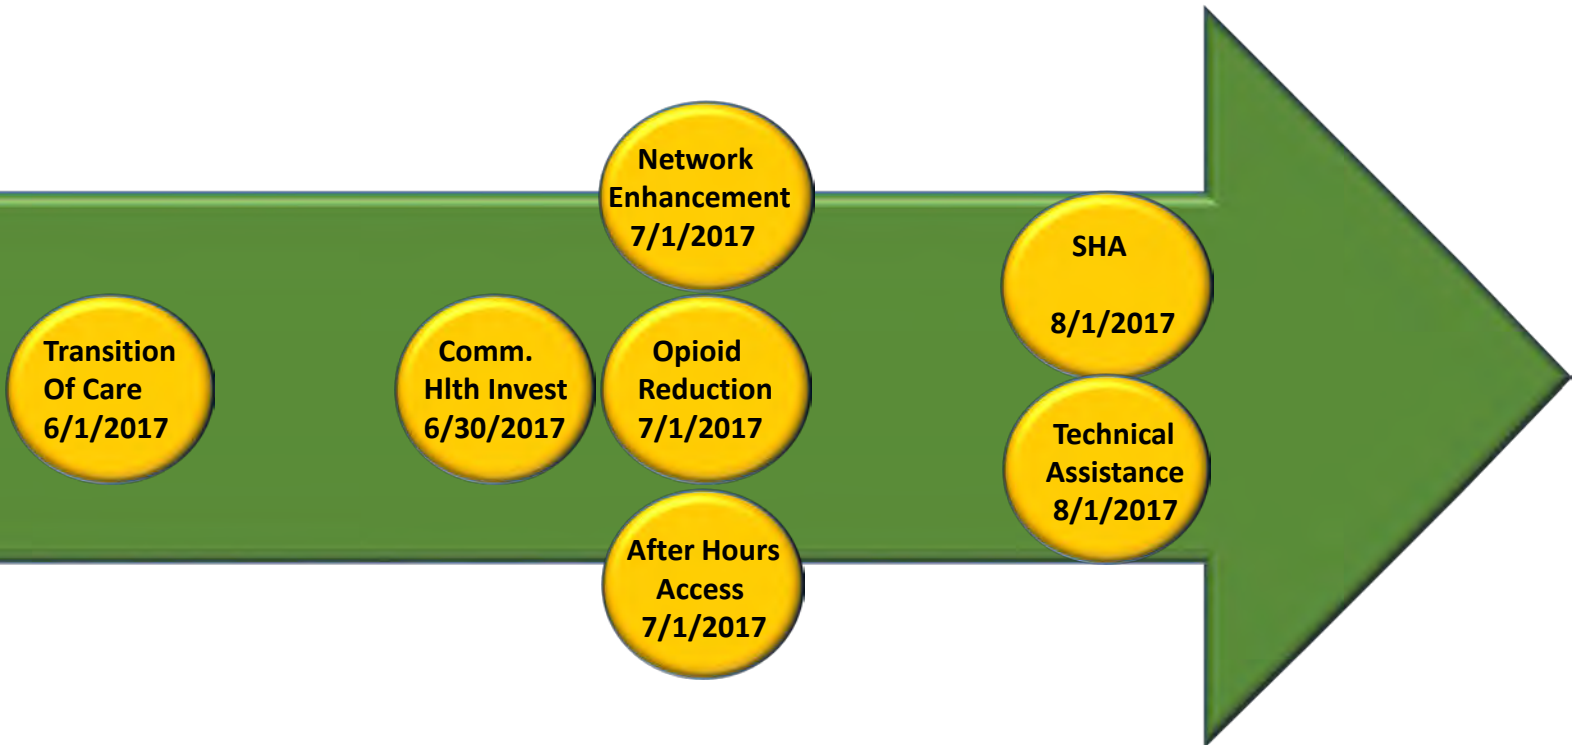 Transition
Of Care
6/1/2017
Comm.
Hlth Invest
6/30/2017
Network
Enhancement
7/1/2017
Opioid
Reduction
7/1/2017
After Hours
Access
7/1/2017
SHA
8/1/2017
Technical
Assistance
8/1/2017